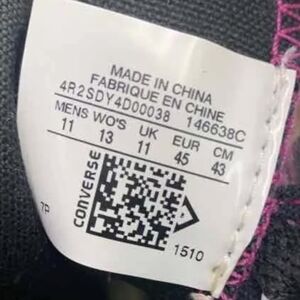 MADE IN CHINA
FABRIQUE EN CHINE
4R2SDY4D00038 146638C
MENS WO'S UK EUR CM
11 13 11 45 43
CONVERSE
7P
1510